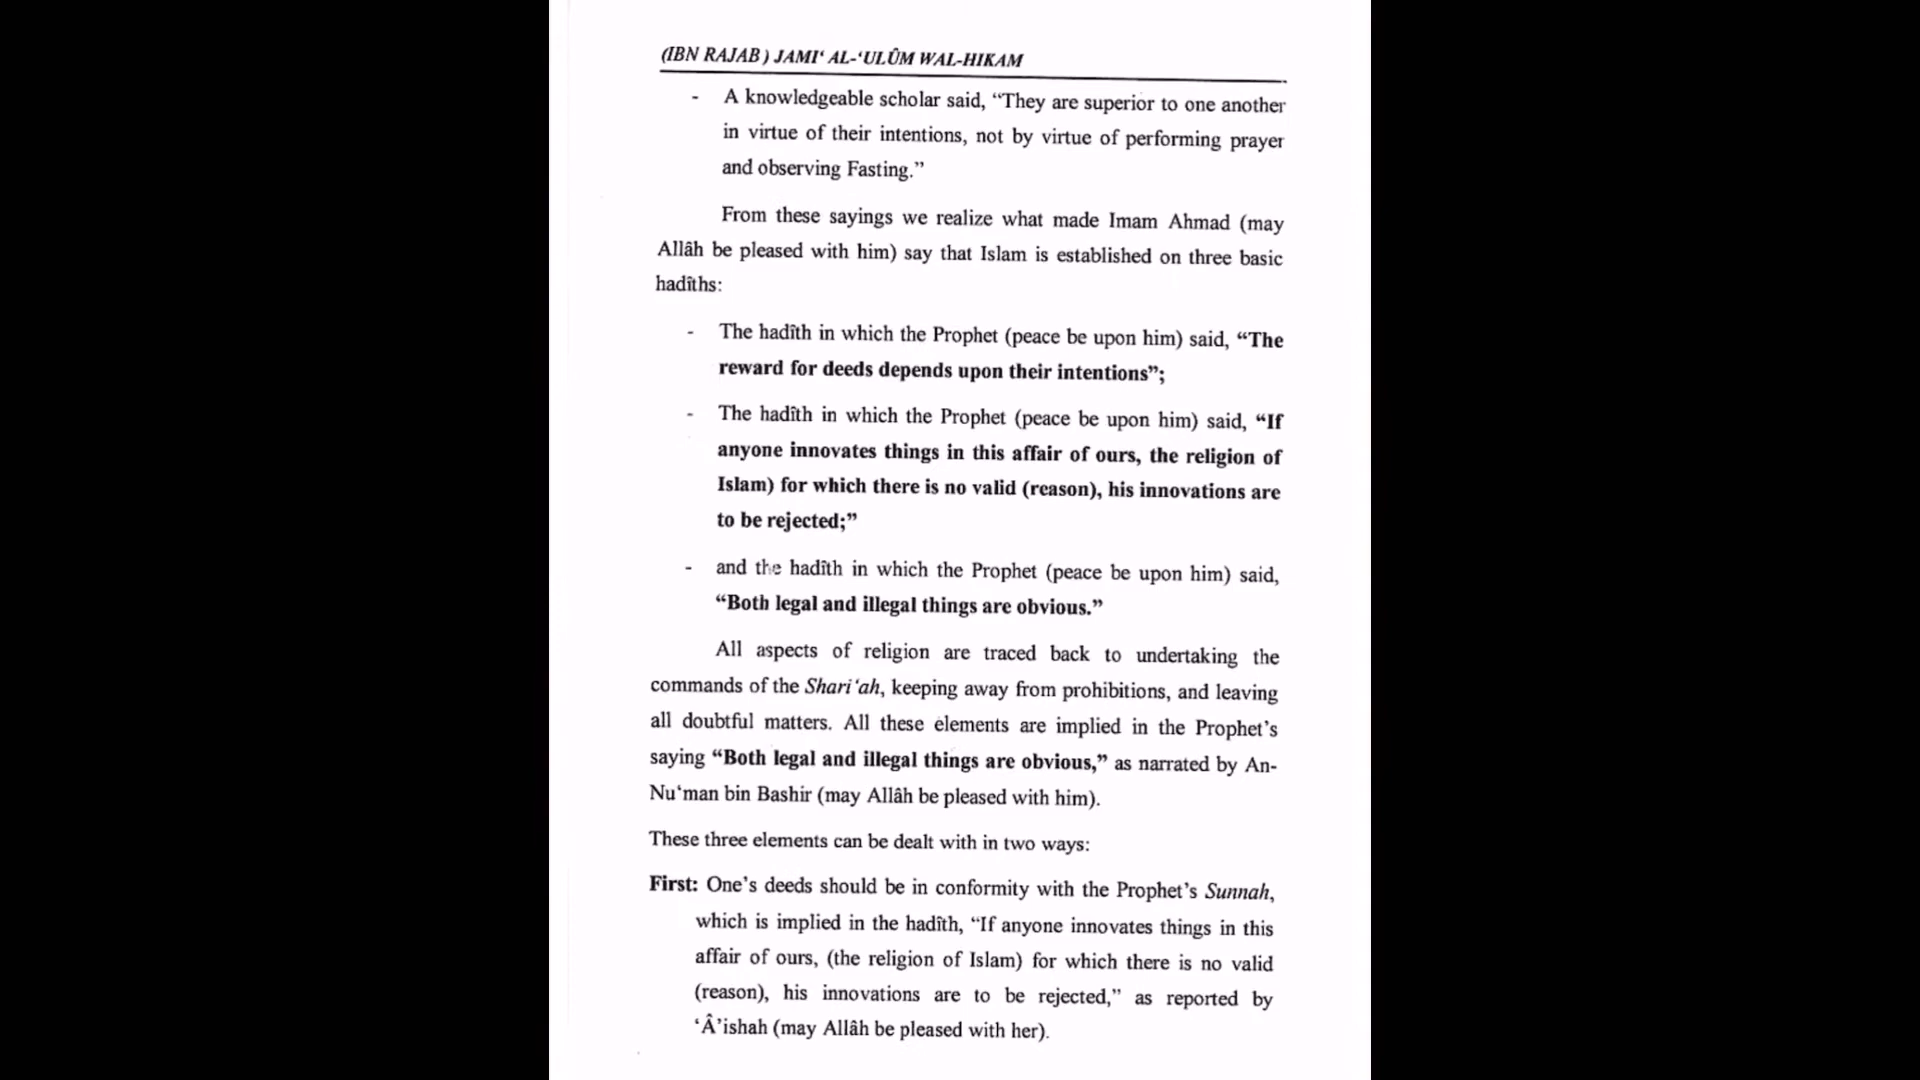 (IBN RAJAB ) JAMI‘ AL-‘ULÛM WAL-HIKAM
- A knowledgeable scholar said, “They are superior to one another
in virtue of their intentions, not by virtue of performing prayer
and observing Fasting.”
From these sayings we realize what made Imam Ahmad (may
Allâh be pleased with him) say that Islam is established on three basic
hadîths:
- The hadîth in which the Prophet (peace be upon him) said, “The
reward for deeds depends upon their intentions”;
- The hadîth in which the Prophet (peace be upon him) said, “If
anyone innovates things in this affair of ours, the religion of
Islam) for which there is no valid (reason), his innovations are
to be rejected;”
- and the hadîth in which the Prophet (peace be upon him) said,
“Both legal and illegal things are obvious.”
All aspects of religion are traced back to undertaking the
commands of the Shari‘ah, keeping away from prohibitions, and leaving
all doubtful matters. All these elements are implied in the Prophet’s
saying “Both legal and illegal things are obvious,” as narrated by An-
Nu‘man bin Bashir (may Allâh be pleased with him).
These three elements can be dealt with in two ways:
First: One’s deeds should be in conformity with the Prophet’s Sunnah,
which is implied in the hadîth, “If anyone innovates things in this
affair of ours, (the religion of Islam) for which there is no valid
(reason), his innovations are to be rejected,” as reported by
‘Â’ishah (may Allâh be pleased with her).